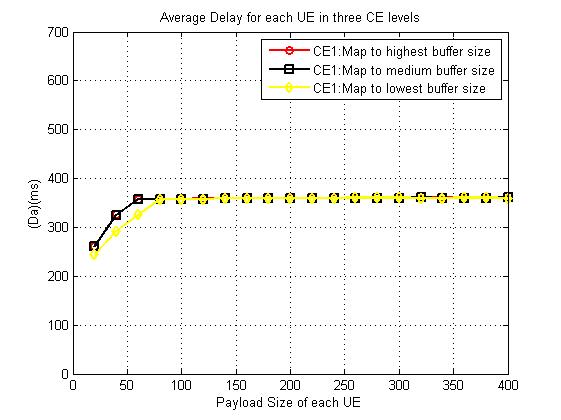 Average Delay for each UE in three CE levels
700
600
500
400
300
200
100
0
(Da)(ms)
CE1:Map to highest buffer size
CE1:Map to medium buffer size
CE1:Map to lowest buffer size
0 50 100 150 200 250 300 350 400
Payload Size of each UE